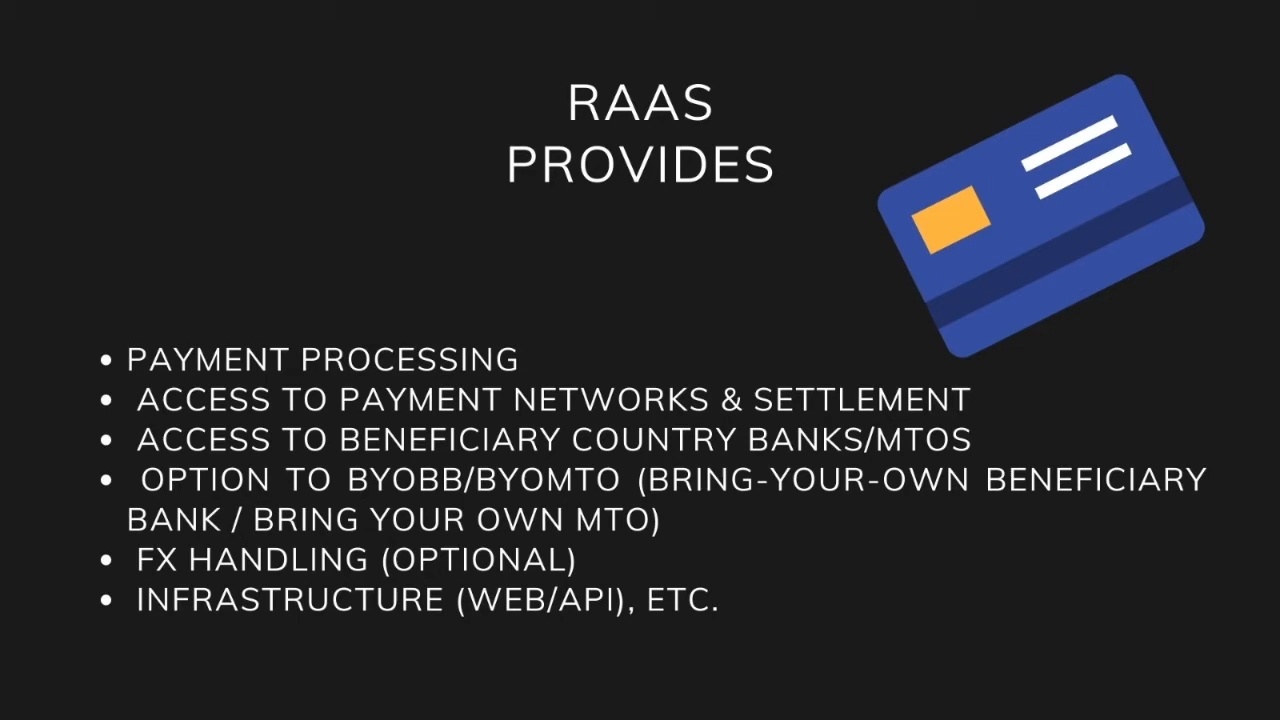 RAAS
PROVIDES
• PAYMENT PROCESSING
• ACCESS TO PAYMENT NETWORKS & SETTLEMENT
• ACCESS TO BENEFICIARY COUNTRY BANKS/MTOS
• OPTION TO BYOBB/BYOMTO (BRING-YOUR-OWN BENEFICIARY
BANK / BRING YOUR OWN MTO)
• FX HANDLING (OPTIONAL)
• INFRASTRUCTURE (WEB/API), ETC.